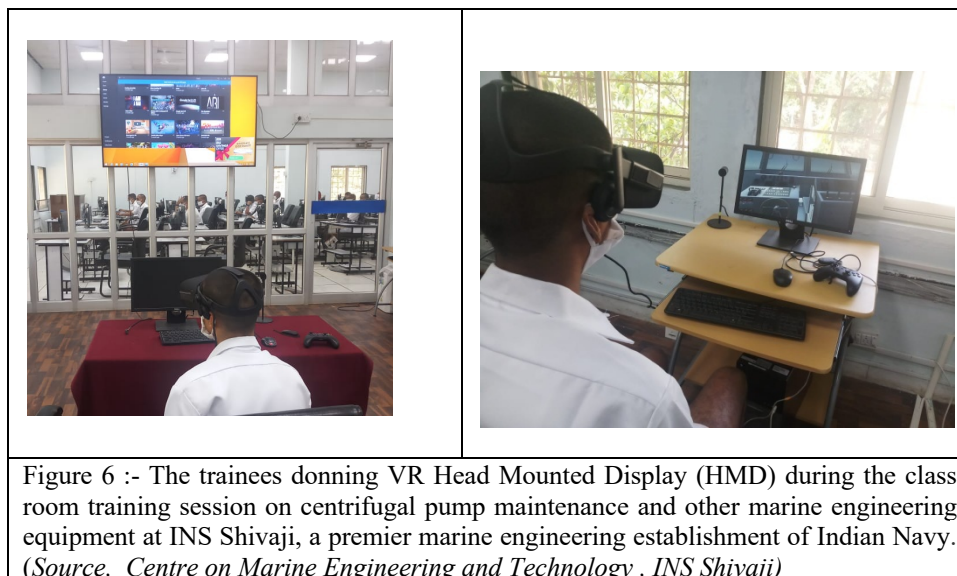 ARI
Figure 6 :- The trainees donning VR Head Mounted Display (HMD) during the class
room training session on centrifugal pump maintenance and other marine engineering
equipment at INS Shivaji, a premier marine engineering establishment of Indian Navy.
(Source. Centre on Marine Engineering and Technology , INS Shivaji)